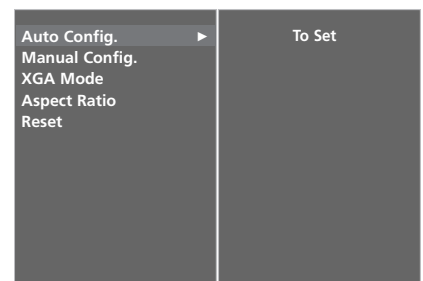 Auto Config. ► To Set
Manual Config.
XGA Mode
Aspect Ratio
Reset